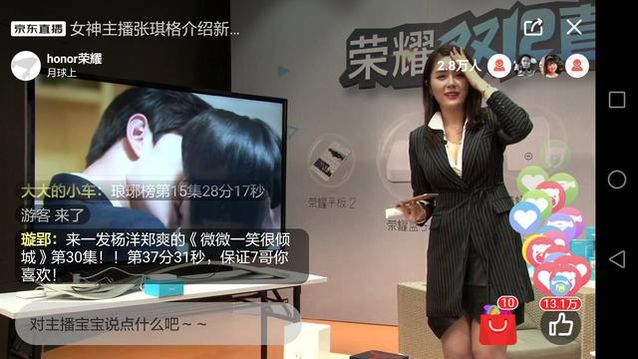 京东直播 女神主播张琪格介绍新...
honor荣耀
月球上
2.8万人
荣耀双12真
荣耀平板2
大大的小车：琅琊榜第15集28分17秒
游客 来了
璇郢：来一发杨洋郑爽的《微微一笑很倾
城》第30集！！第37分31秒，保证7哥你
喜欢！
对主播宝宝说点什么吧～～
10
13.1万